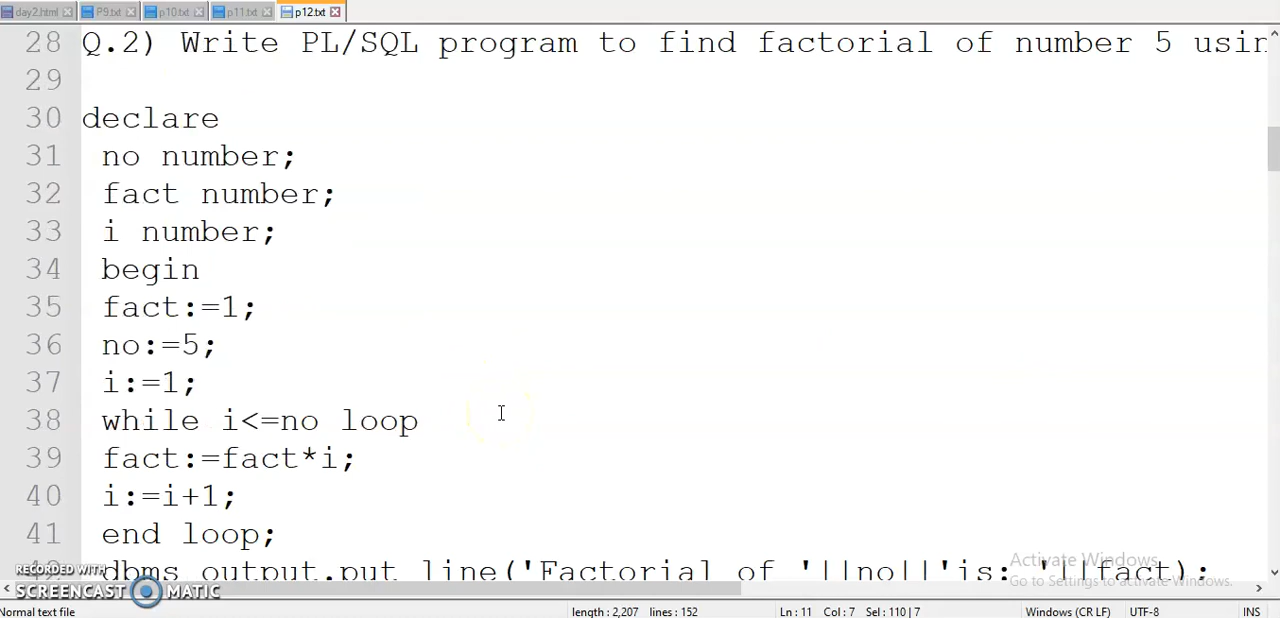 day2.html P9.txt p10.txt p11.txt p12.txt
28 Q.2) Write PL/SQL program to find factorial of number 5 usin
29
30 declare
31 no number;
32 fact number;
33 i number;
34 begin
35 fact:=1;
36 no:=5;
37 i:=1;
38 while i<=no loop
39 fact:=fact*i;
40 i:=i+1;
41 end loop;
42 dbms_output.put_line('Factorial of '||no||'is: '||fact);
Activate Windows
Go to Settings to activate Windows.
RECORDED WITH
SCREENCAST MATIC
Normal text file length : 2,207 lines : 152 Ln : 11 Col : 7 Sel : 110 | 7 Windows (CR LF) UTF-8 INS